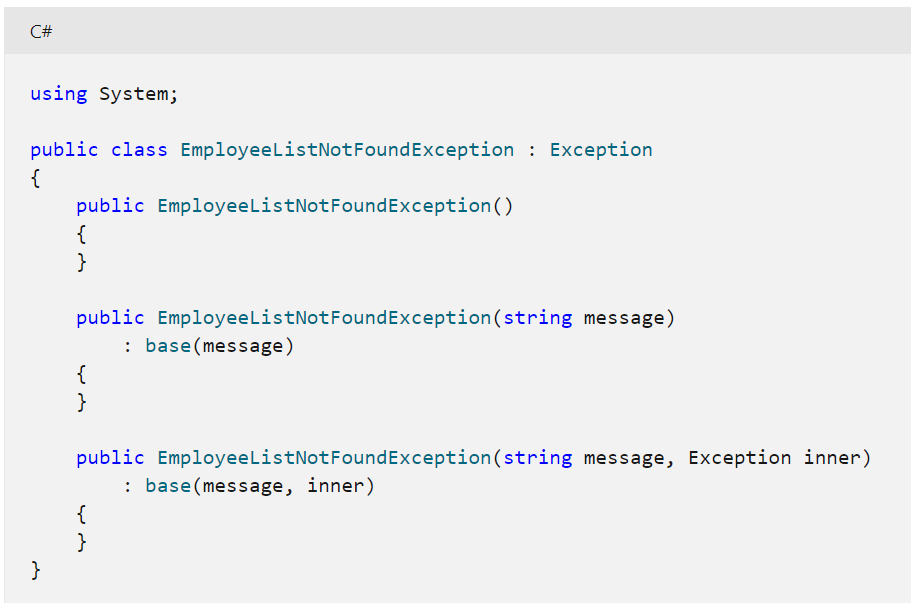 C#
using System;
public class EmployeeListNotFoundException : Exception
{
    public EmployeeListNotFoundException()
    {
    }
    public EmployeeListNotFoundException(string message)
        : base(message)
    {
    }
    public EmployeeListNotFoundException(string message, Exception inner)
        : base(message, inner)
    {
    }
}